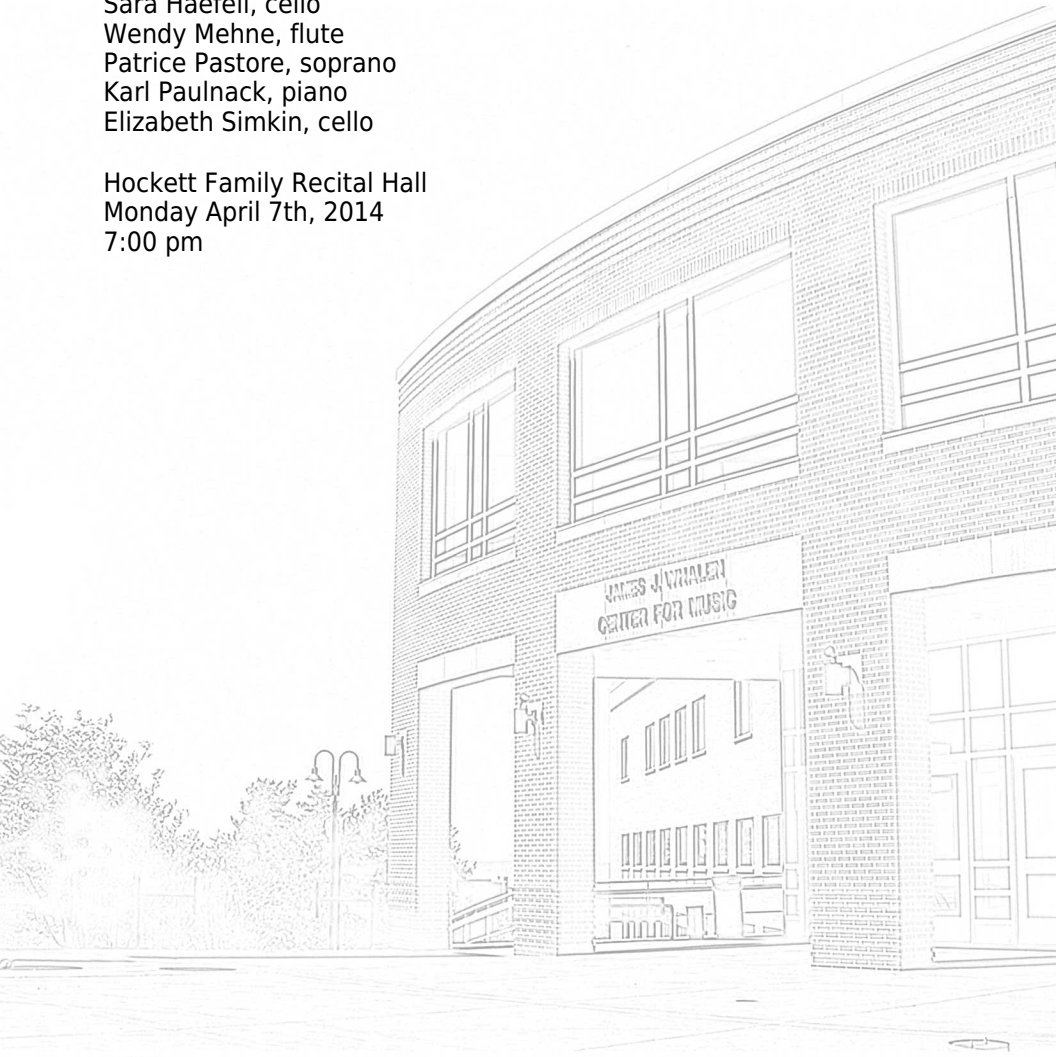 Sara Haefeli, cello
Wendy Mehne, flute
Patrice Pastore, soprano
Karl Paulnack, piano
Elizabeth Simkin, cello
Hockett Family Recital Hall
Monday April 7th, 2014
7:00 pm
JAMES J. WHALEN
CENTER FOR MUSIC